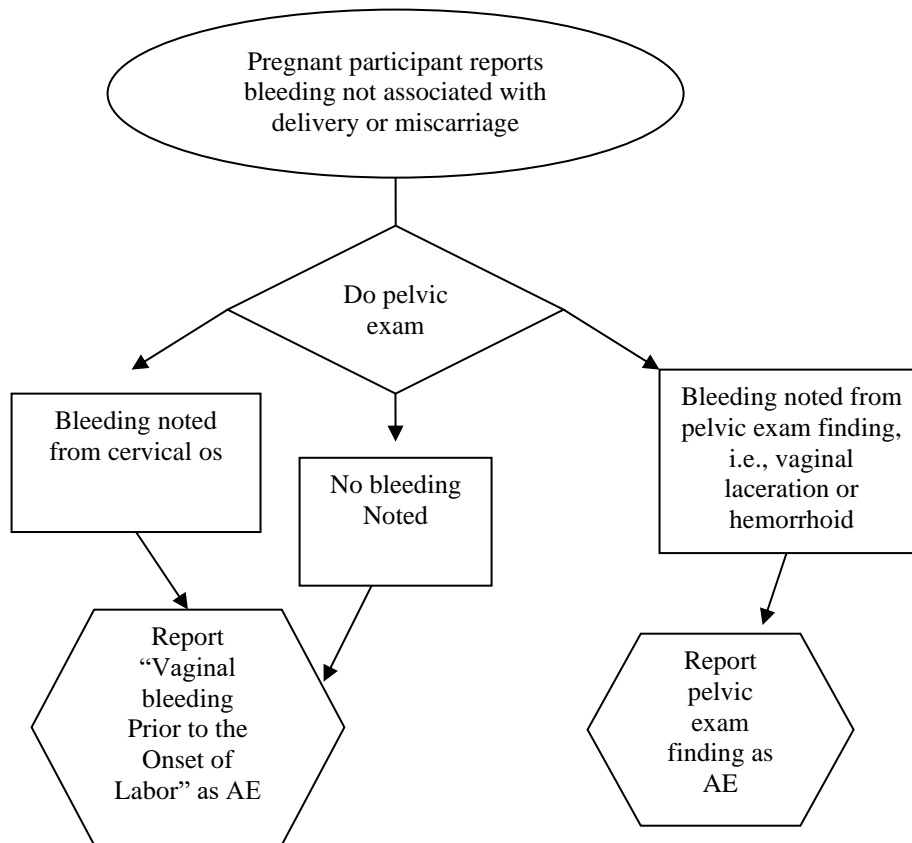 Pregnant participant reports
bleeding not associated with
delivery or miscarriage
Do pelvic
exam
Bleeding noted
from cervical os
No bleeding
Noted
Bleeding noted from
pelvic exam finding,
i.e., vaginal
laceration or
hemorrhoid
Report
“Vaginal
bleeding
Prior to the
Onset of
Labor” as AE
Report
pelvic
exam
finding as
AE